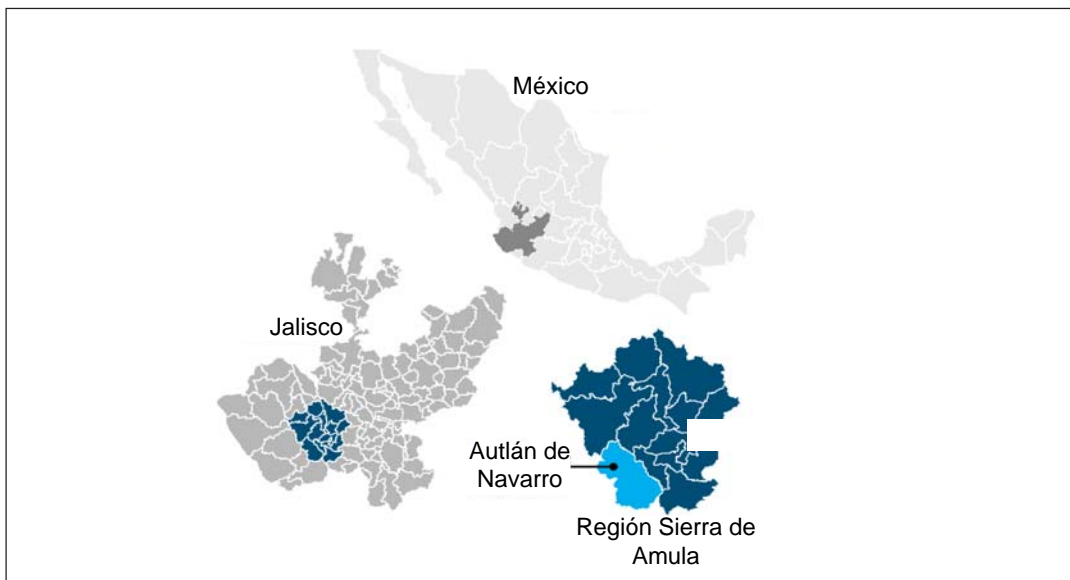 México
Jalisco
Autlán de
Navarro
Región Sierra de
Amula